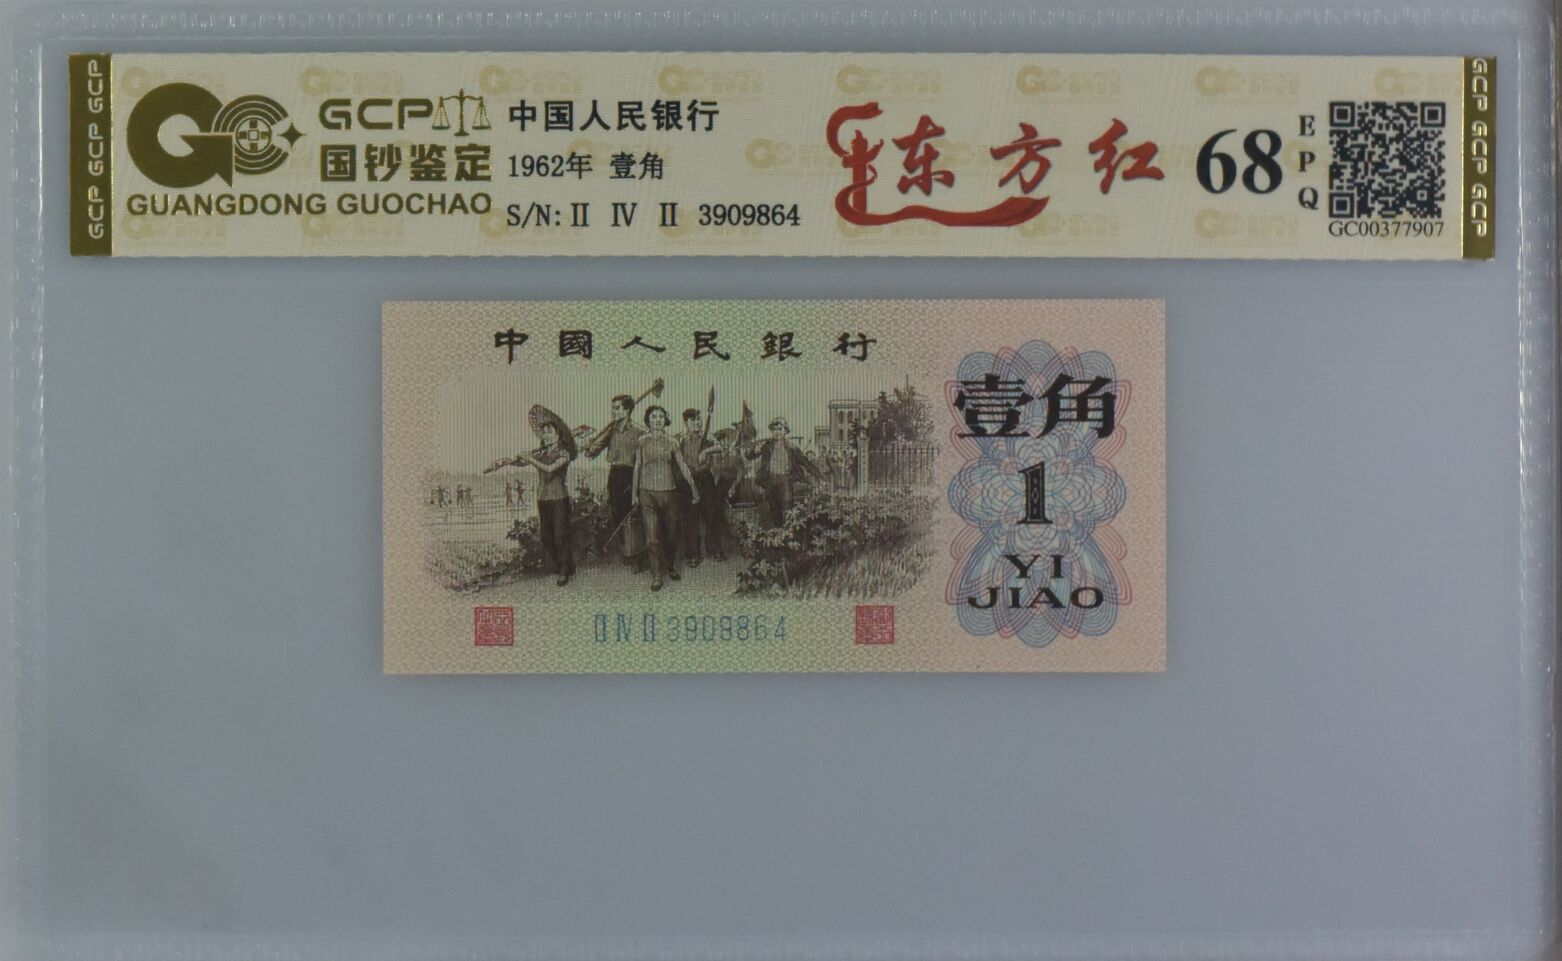 GCP GCP GCP
GCP
国钞鉴定
GUANGDONG GUOCHAO
中国人民银行
1962年 壹角
S/N: II IV II 3909864
东方红
68
EPQ
GC00377907
GCP GCP GCP
中國人民銀行
壹角
1
YI
JIAO
II IV II 3909864